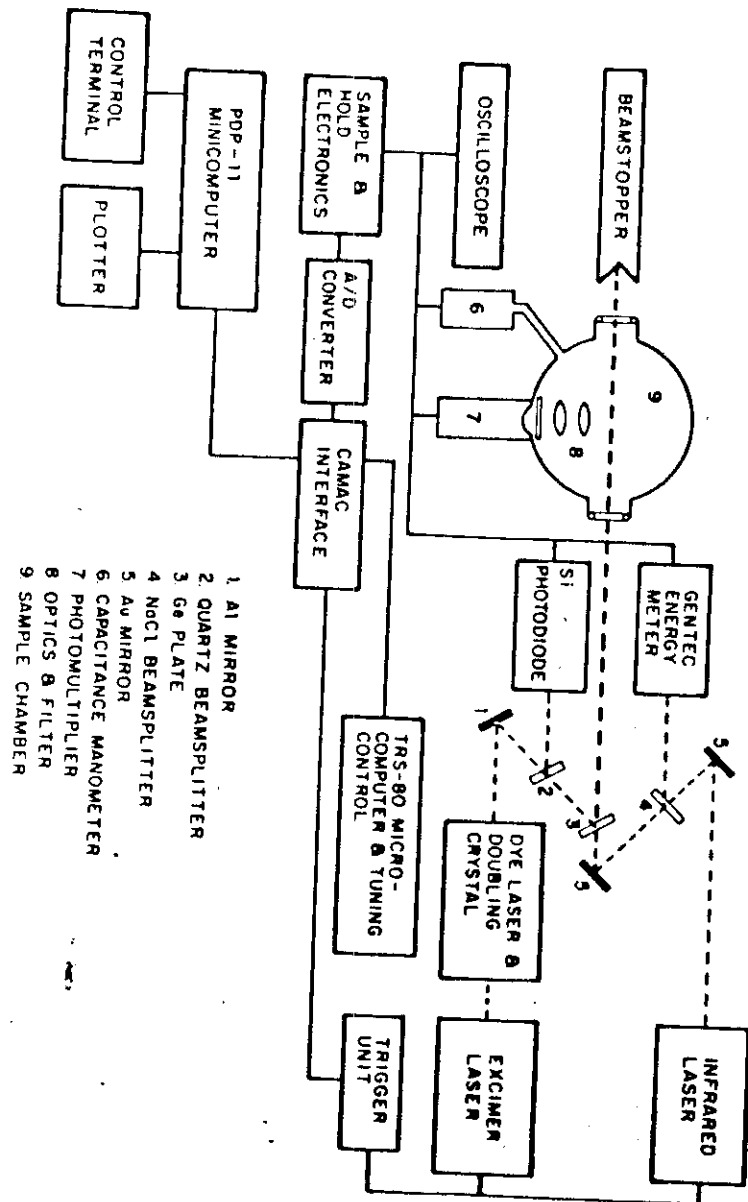 BEAMSTOPPER
9
8
7
6
GENTEC
ENERGY
METER
5
4
INFRARED
LASER
OSCILLOSCOPE
Si
PHOTODIODE
1
2
3
5
DYE LASER &
DOUBLING
CRYSTAL
EXCIMER
LASER
SAMPLE &
HOLD
ELECTRONICS
A/D
CONVERTER
CAMAC
INTERFACE
TRS-80 MICRO-
COMPUTER & TUNING
CONTROL
TRIGGER
UNIT
PDP-11
MINICOMPUTER
CONTROL
TERMINAL
PLOTTER
1. Al MIRROR
2. QUARTZ BEAMSPLITTER
3. Ge PLATE
4 NaCl BEAMSPLITTER
5 Au MIRROR
6. CAPACITANCE MANOMETER
7 PHOTOMULTIPLIER
8 OPTICS & FILTER
9 SAMPLE CHAMBER